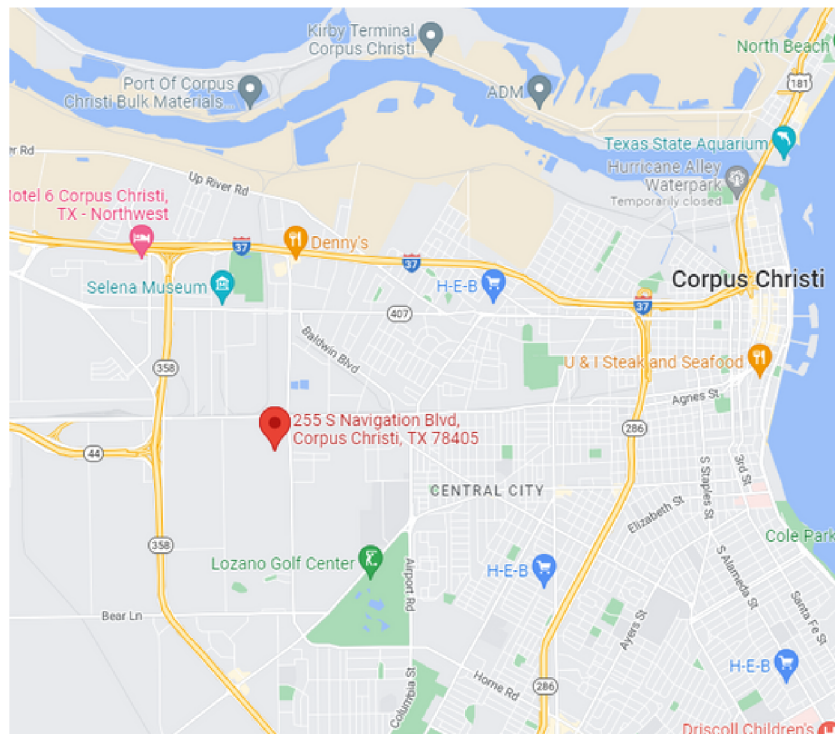 Kirby Terminal
Corpus Christi
North Beach
Port Of Corpus
Christi Bulk Materials...
ADM
181
Texas State Aquarium
Hurricane Alley
Waterpark
Temporarily closed
er Rd
Up River Rd
Motel 6 Corpus Christi,
TX - Northwest
37
Denny's
37
Selena Museum
H-E-B
Corpus Christi
37
407
Baldwin Blvd
358
U & I Steak and Seafood
Agnes St
255 S Navigation Blvd,
Corpus Christi, TX 78405
286
44
CENTRAL CITY
S Staples St
3rd St
Elizabeth St
Cole Park
358
Lozano Golf Center
Airport Rd
H-E-B
S Alameda St
Santa Fe St
Bear Ln
Ayers St
H-E-B
Horne Rd
286
Columbia St
Driscoll Children's